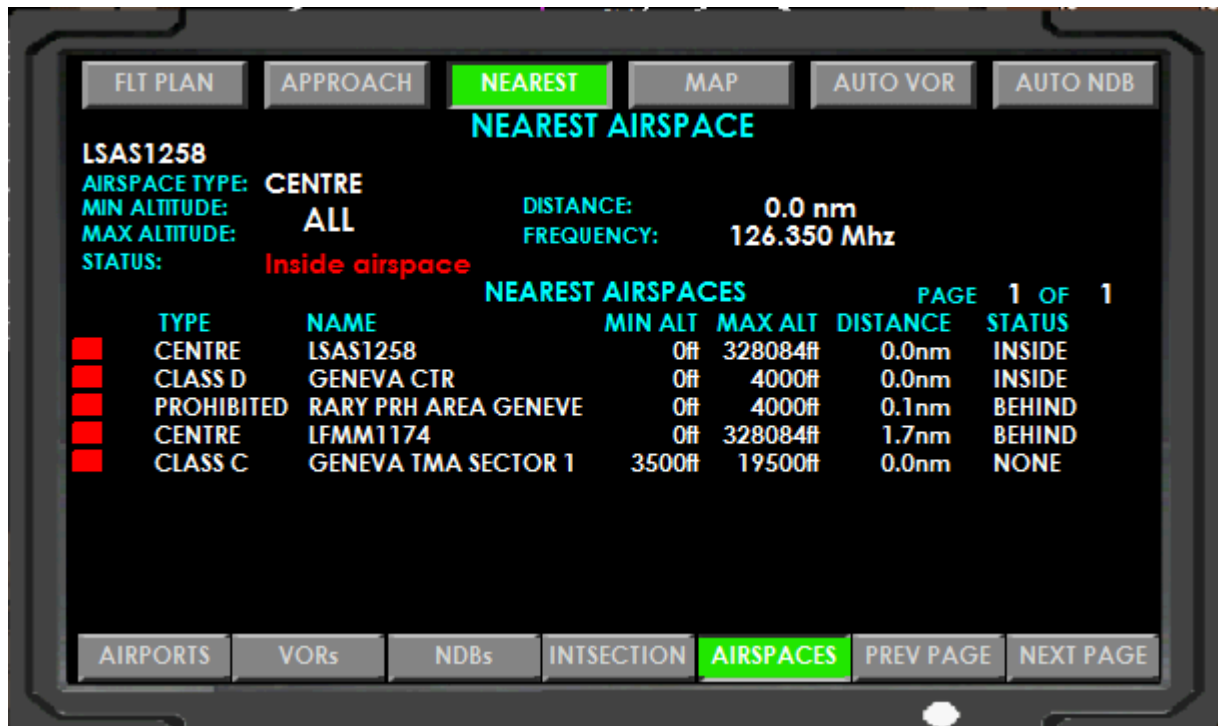 FLT PLAN APPROACH NEAREST MAP AUTO VOR AUTO NDB
NEAREST AIRSPACE
LSAS1258
AIRSPACE TYPE: CENTRE
MIN ALTITUDE: DISTANCE: 0.0 nm
ALL
MAX ALTITUDE: FREQUENCY: 126.350 Mhz
STATUS: Inside airspace
NEAREST AIRSPACES PAGE 1 OF 1
TYPE NAME MIN ALT MAX ALT DISTANCE STATUS
CENTRE LSAS1258 0ft 328084ft 0.0nm INSIDE
CLASS D GENEVA CTR 0ft 4000ft 0.0nm INSIDE
PROHIBITED RARY PRH AREA GENEVE 0ft 4000ft 0.1nm BEHIND
CENTRE LFMM1174 0ft 328084ft 1.7nm BEHIND
CLASS C GENEVA TMA SECTOR 1 3500ft 19500ft 0.0nm NONE
AIRPORTS VORs NDBs INTSECTION AIRSPACES PREV PAGE NEXT PAGE